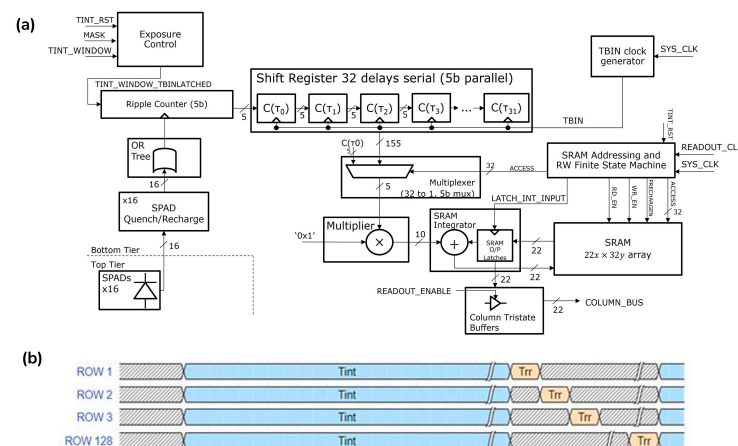 (a)
TINT_RST
MASK
TINT_WINDOW
Exposure
Control
TBIN clock
generator
SYS_CLK
TINT_WINDOW_TBINLATCHED
Ripple Counter (5b)
5
Shift Register 32 delays serial (5b parallel)
C(τ0)
5
C(τ1)
5
C(τ2)
5
C(τ3)
...
C(τ31)
TBIN
OR
Tree
16
C(τ0)
5
155
Multiplexer
(32 to 1, 5b mux)
32
ACCESS
TINT_RST
SRAM Addressing and
RW Finite State Machine
READOUT_CL
SYS_CLK
x16
SPAD
Quench/Recharge
5
LATCH_INT_INPUT
RD_EN
WR_EN
PRECHARGEN
ACCESS
32
16
Bottom Tier
Top Tier
SPADs
x16
Multiplier
'0x1'
×
10
SRAM
Integrator
+
SRAM
O/P
Latches
22
22
SRAM
22x × 32y array
22
READOUT_ENABLE
Column Tristate
Buffers
22
COLUMN_BUS
(b)
ROW 1
Tint
Trr
ROW 2
Tint
Trr
ROW 3
Tint
Trr
ROW 128
Tint
Trr